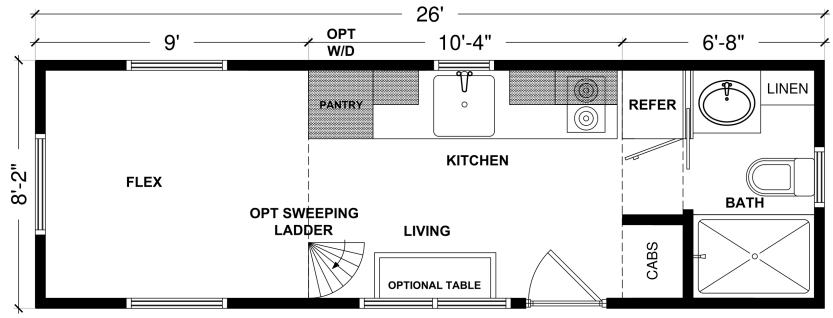 26'
9'
OPT
W/D
10'-4"
6'-8"
8'-2"
PANTRY
REFER
LINEN
KITCHEN
FLEX
BATH
OPT SWEEPING
LADDER
LIVING
CABS
OPTIONAL TABLE